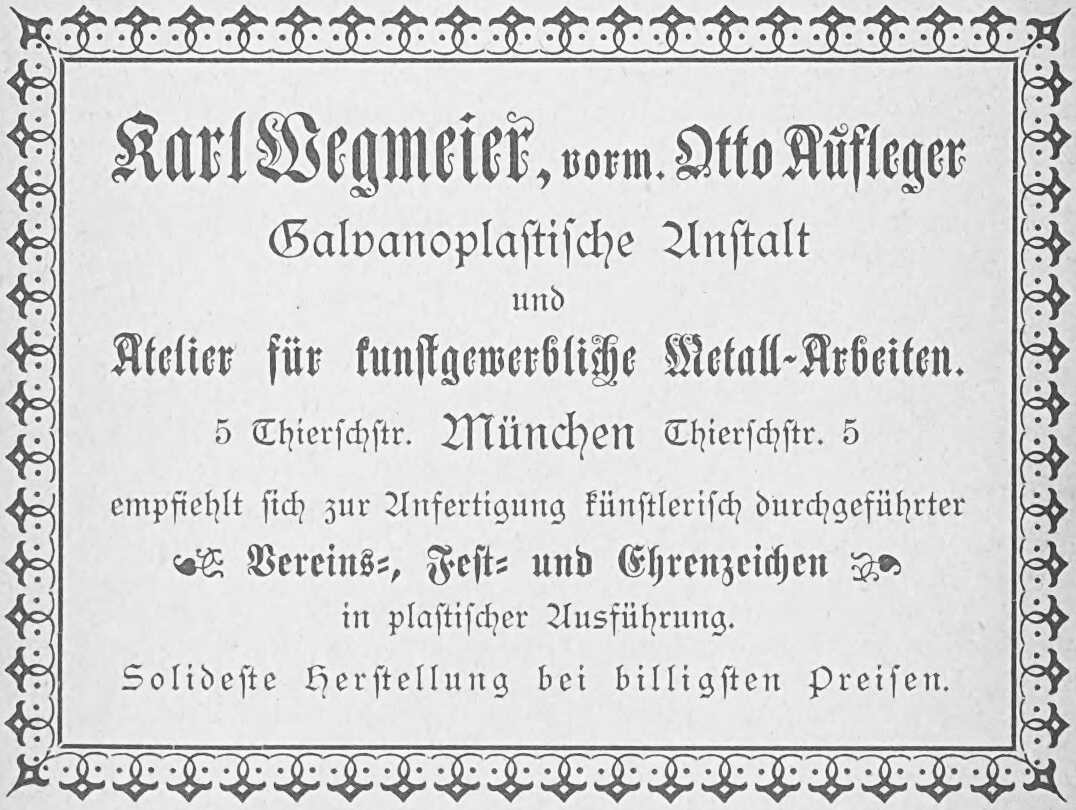 Karl Wegmeier, vorm. Otto Aufleger
Galvanoplastische Anstalt
und
Atelier für kunstgewerbliche Metall-Arbeiten.
5 Thierschstr. München Thierschstr. 5
empfiehlt sich zur Anfertigung künstlerisch durchgeführter
Vereins-, Fest- und Ehrenzeichen
in plastischer Ausführung.
Solideste Herstellung bei billigsten Preisen.